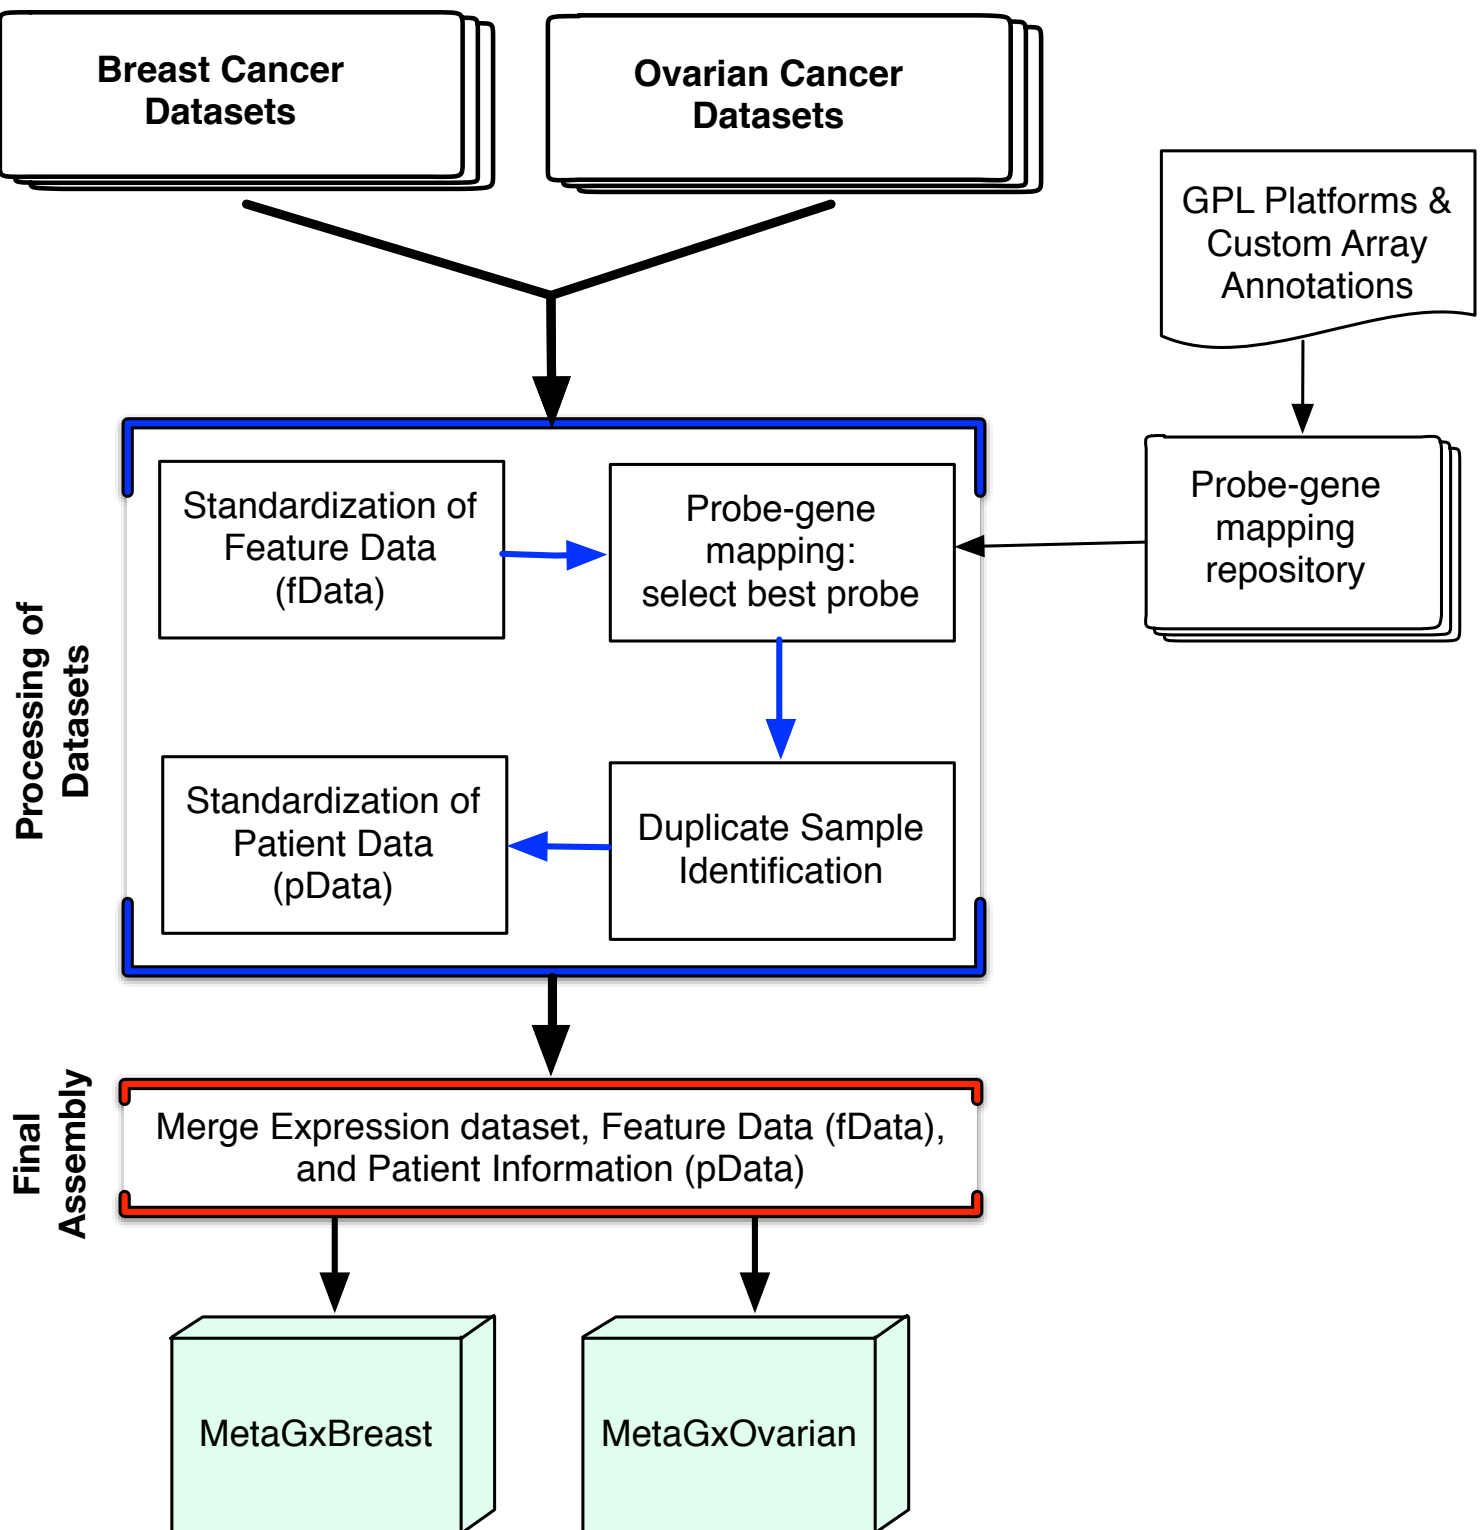 Breast Cancer
Datasets
Ovarian Cancer
Datasets
GPL Platforms &
Custom Array
Annotations
Processing of
Datasets
Standardization of
Feature Data
(fData)
Probe-gene
mapping:
select best probe
Probe-gene
mapping
repository
Standardization of
Patient Data
(pData)
Duplicate Sample
Identification
Final
Assembly
Merge Expression dataset, Feature Data (fData),
and Patient Information (pData)
MetaGxBreast
MetaGxOvarian